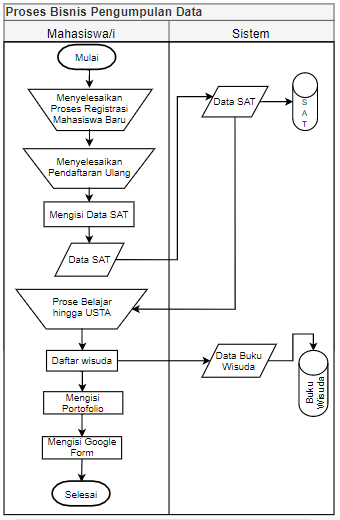 Proses Bisnis Pengumpulan Data
Mahasiswa/i
Sistem
Mulai
Menyelesaikan
Proses Registrasi
Mahasiswa Baru
Data SAT
S
A
T
Menyelesaikan
Pendaftaran Ulang
Mengisi Data SAT
Data SAT
Prose Belajar
hingga USTA
Daftar wisuda
Data Buku
Wisuda
Buku
Wisuda
Mengisi
Portofolio
Mengisi Google
Form
Selesai